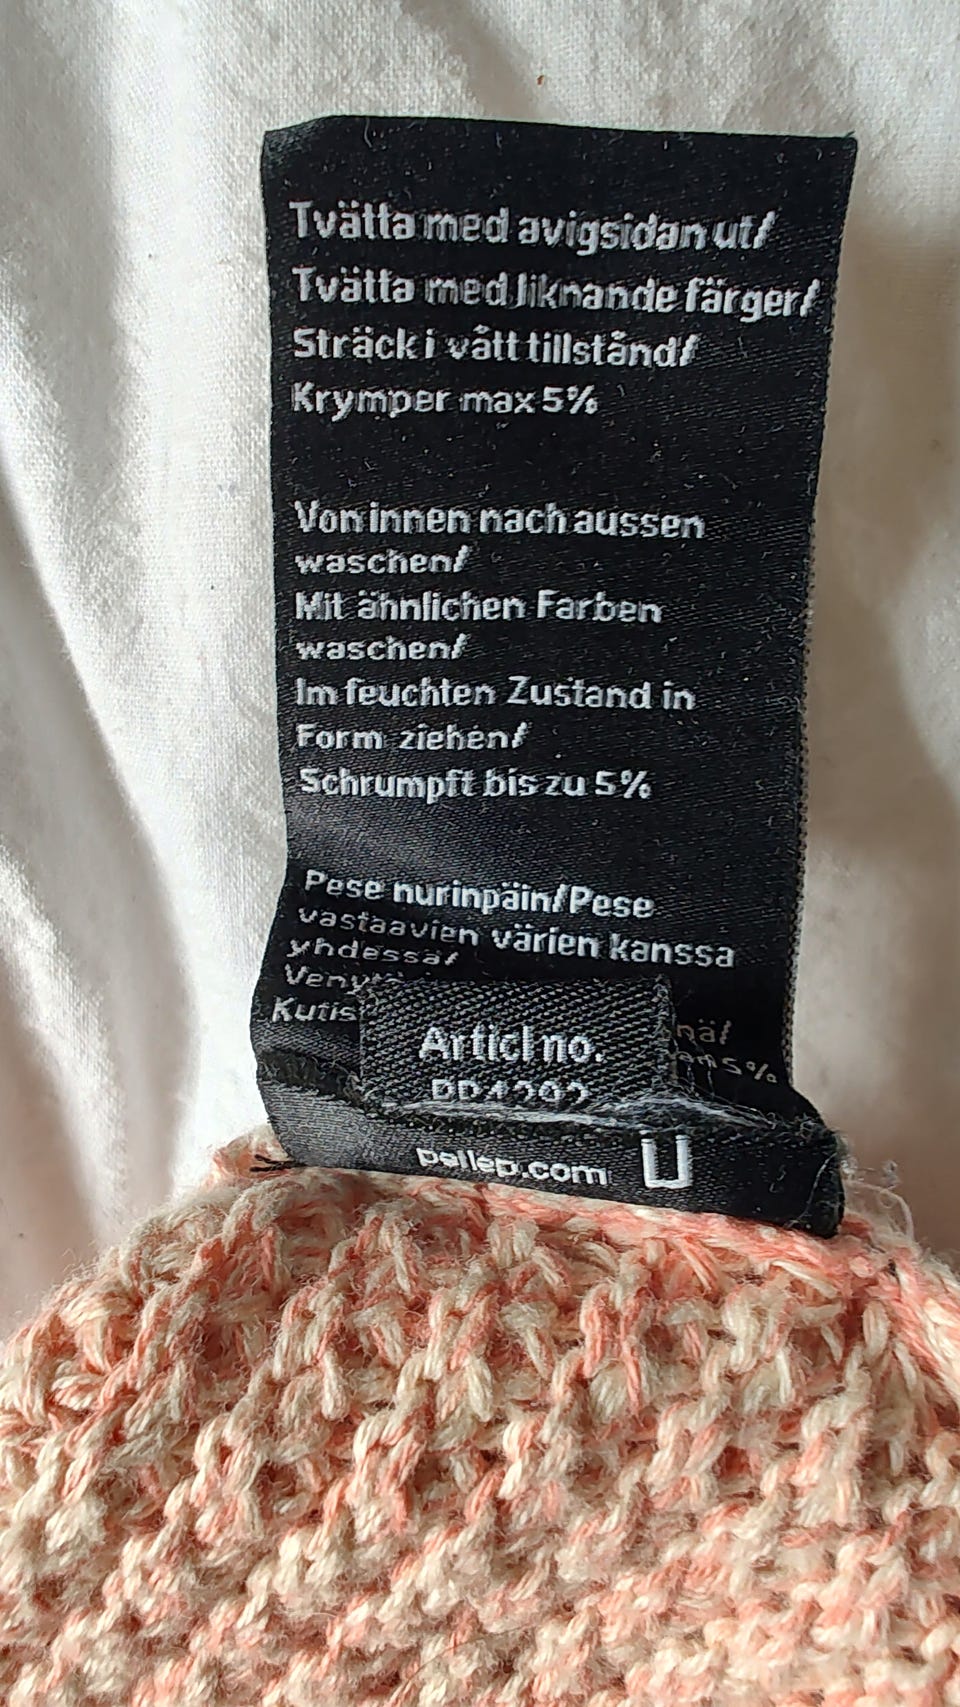 Tvätta med avigsidan ut/
Tvätta med liknande färger/
Sträck i vått tillstånd/
Krymper max 5%
Von innen nach aussen
waschen/
Mit ähnlichen Farben
waschen/
Im feuchten Zustand in
Form ziehen/
Schrumpft bis zu 5%
Pese nurinpäin/Pese
vastaavien värien kanssa
yhdessä/
Articl no.
pellep.com